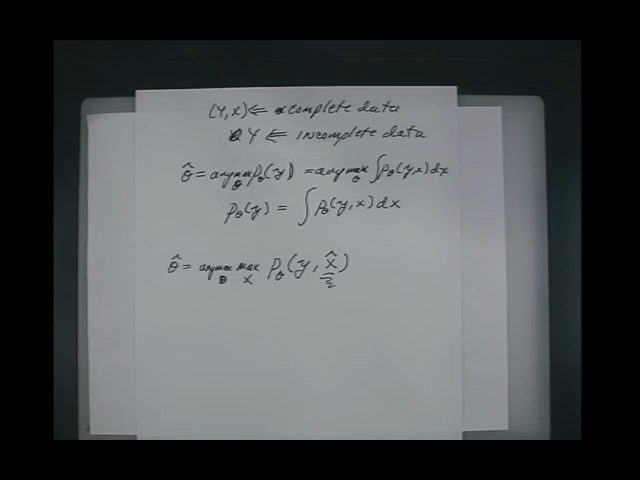 (Y,X) ⇐ complete data
Y ⇐ incomplete data
θ̂ = argmax_θ p_θ(y) = argmax_θ ∫ p_θ(y,x) dx
p_θ(y) = ∫ p_θ(y,x) dx
θ̂ = argmax_θ max_x p_θ(y, x̂)